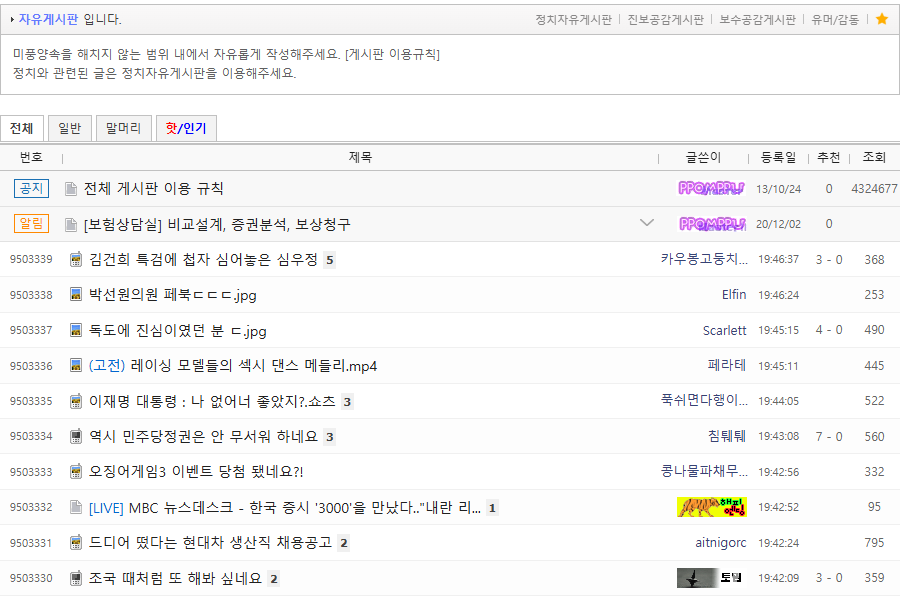 자유게시판 입니다. 정치자유게시판 | 진보공감게시판 | 보수공감게시판 | 유머/감동
미풍양속을 해치지 않는 범위 내에서 자유롭게 작성해주세요. [게시판 이용규칙]
정치와 관련된 글은 정치자유게시판을 이용해주세요.
전체 일반 말머리 핫/인기
번호 제목 글쓴이 등록일 추천 조회
공지 전체 게시판 이용 규칙 PPOMPPU 13/10/24 0 4324677
알림 [보험상담실] 비교설계, 증권분석, 보상청구 PPOMPPU 20/12/02 0
9503339 김건희 특검에 첩자 심어놓은 심우정 5 카우봉고둥치... 19:46:37 3 - 0 368
9503338 박선원의원 페북ㄷㄷㄷ.jpg Elfin 19:46:24 253
9503337 독도에 진심이였던 분 ㄷ.jpg Scarlett 19:45:15 4 - 0 490
9503336 (고전) 레이싱 모델들의 섹시 댄스 메들리.mp4 페라테 19:45:11 445
9503335 이재명 대통령 : 나 없어너 좋았지?.쇼츠 3 푹쉬면다행이... 19:44:05 522
9503334 역시 민주당정권은 안 무서워 하네요 3 침퉤퉤 19:43:08 7 - 0 560
9503333 오징어게임3 이벤트 당첨 됐네요?! 콩나물파채무... 19:42:56 332
9503332 [LIVE] MBC 뉴스데스크 - 한국 증시 '3000'을 만났다.."내란 리... 1 해피엔딩 19:42:52 95
9503331 드디어 떴다는 현대차 생산직 채용공고 2 aitnigorc 19:42:24 795
9503330 조국 때처럼 또 해봐 싶네요 2 토템 19:42:09 3 - 0 359